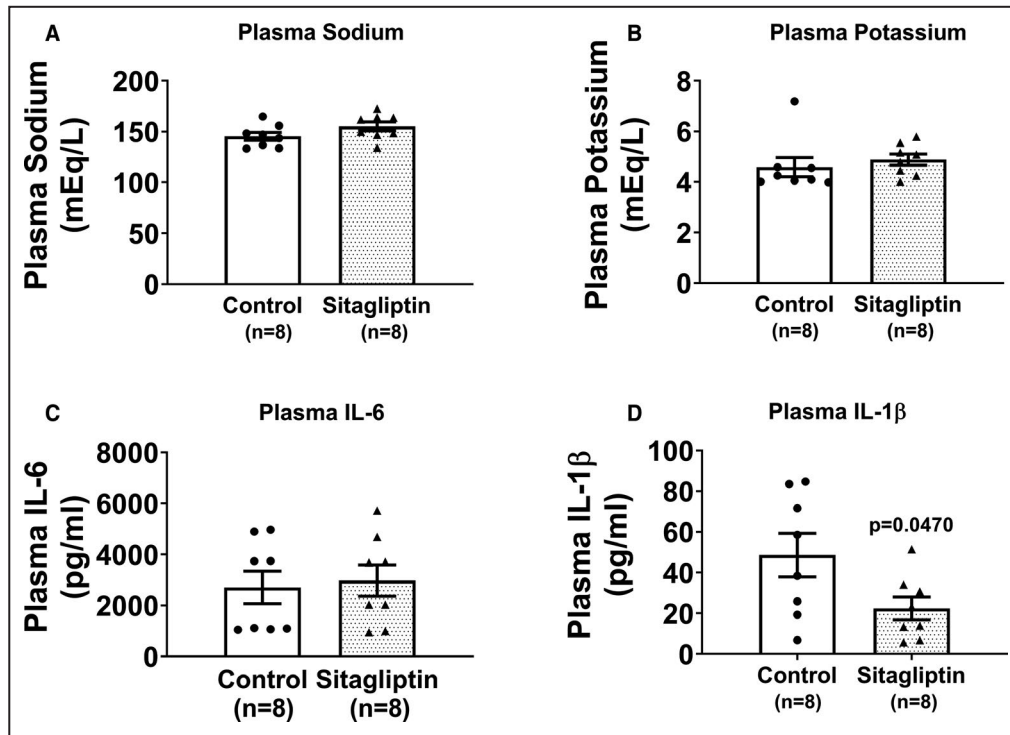 A
Plasma Sodium
Plasma Sodium
(mEq/L)
200
150
100
50
0
Control
(n=8)
Sitagliptin
(n=8)
B
Plasma Potassium
Plasma Potassium
(mEq/L)
8
6
4
2
0
Control
(n=8)
Sitagliptin
(n=8)
C
Plasma IL-6
Plasma IL-6
(pg/ml)
8000
6000
4000
2000
0
Control
(n=8)
Sitagliptin
(n=8)
D
Plasma IL-1β
Plasma IL-1β
(pg/ml)
100
80
60
40
20
0
p=0.0470
Control
(n=8)
Sitagliptin
(n=8)